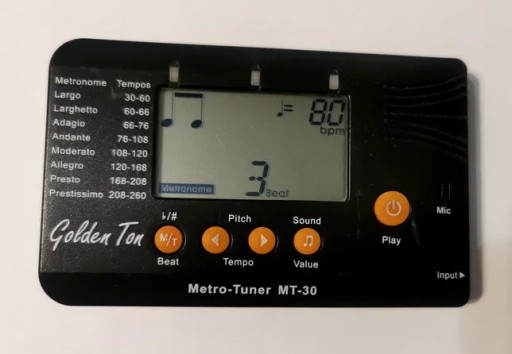 Metronome Tempos
Largo 30-60
Larghetto 60-66
Adagio 66-76
Andante 76-108
Moderato 108-120
Allegro 120-168
Presto 168-208
Prestissimo 208-260
♩= 80
bpm
3
Metronome Beat
Golden Ton
♭/# Pitch Sound
M/T
Beat Tempo Value
Play
Mic
Input
Metro-Tuner MT-30